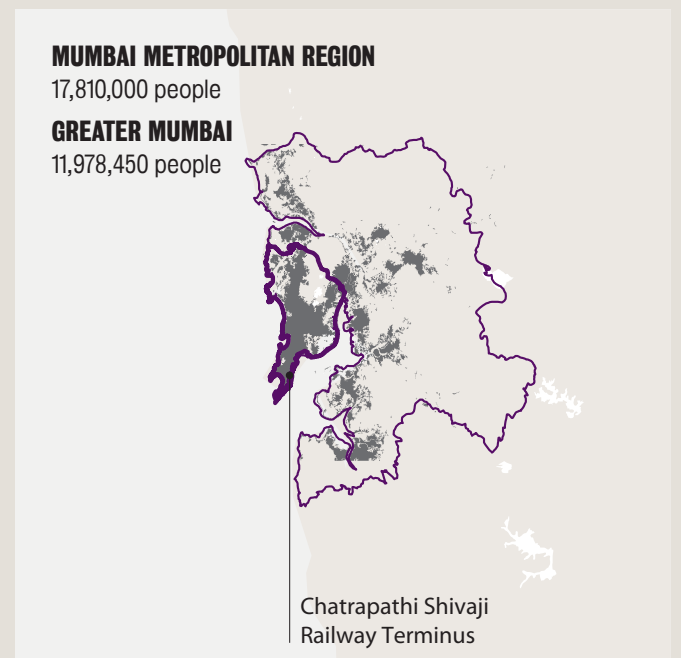 MUMBAI METROPOLITAN REGION
17,810,000 people
GREATER MUMBAI
11,978,450 people
Chatrapathi Shivaji
Railway Terminus